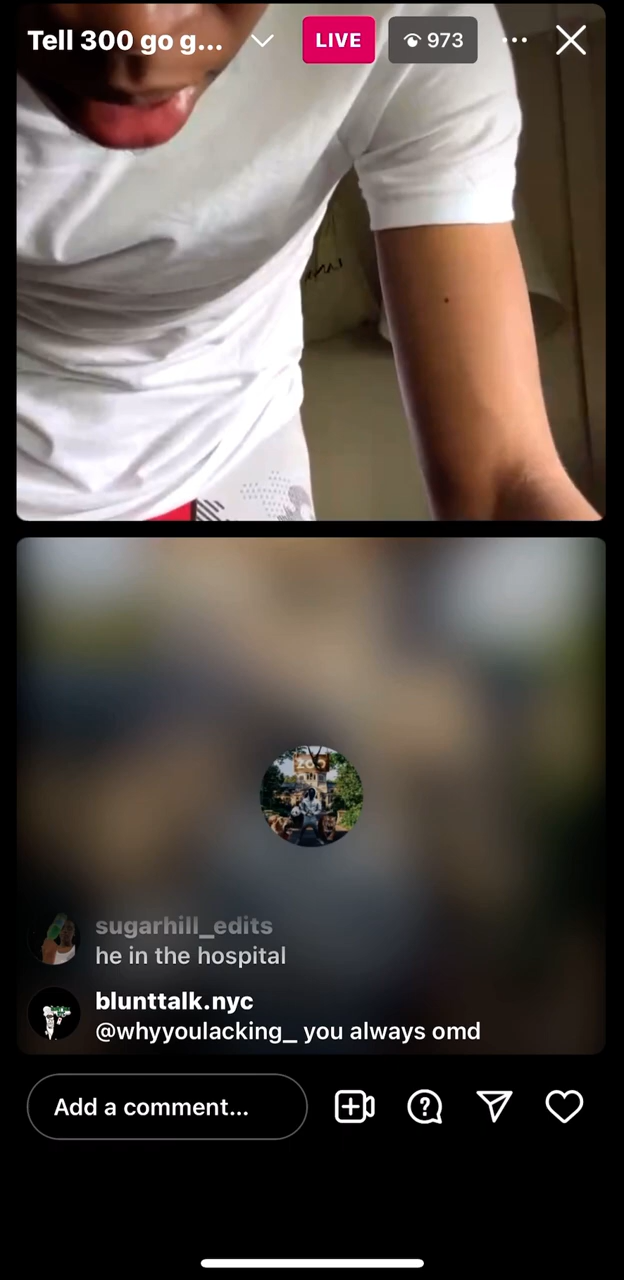 Tell 300 go g...
LIVE
973
sugarhill_edits
he in the hospital
blunttalk.nyc
@whyyoulacking_ you always omd
Add a comment...